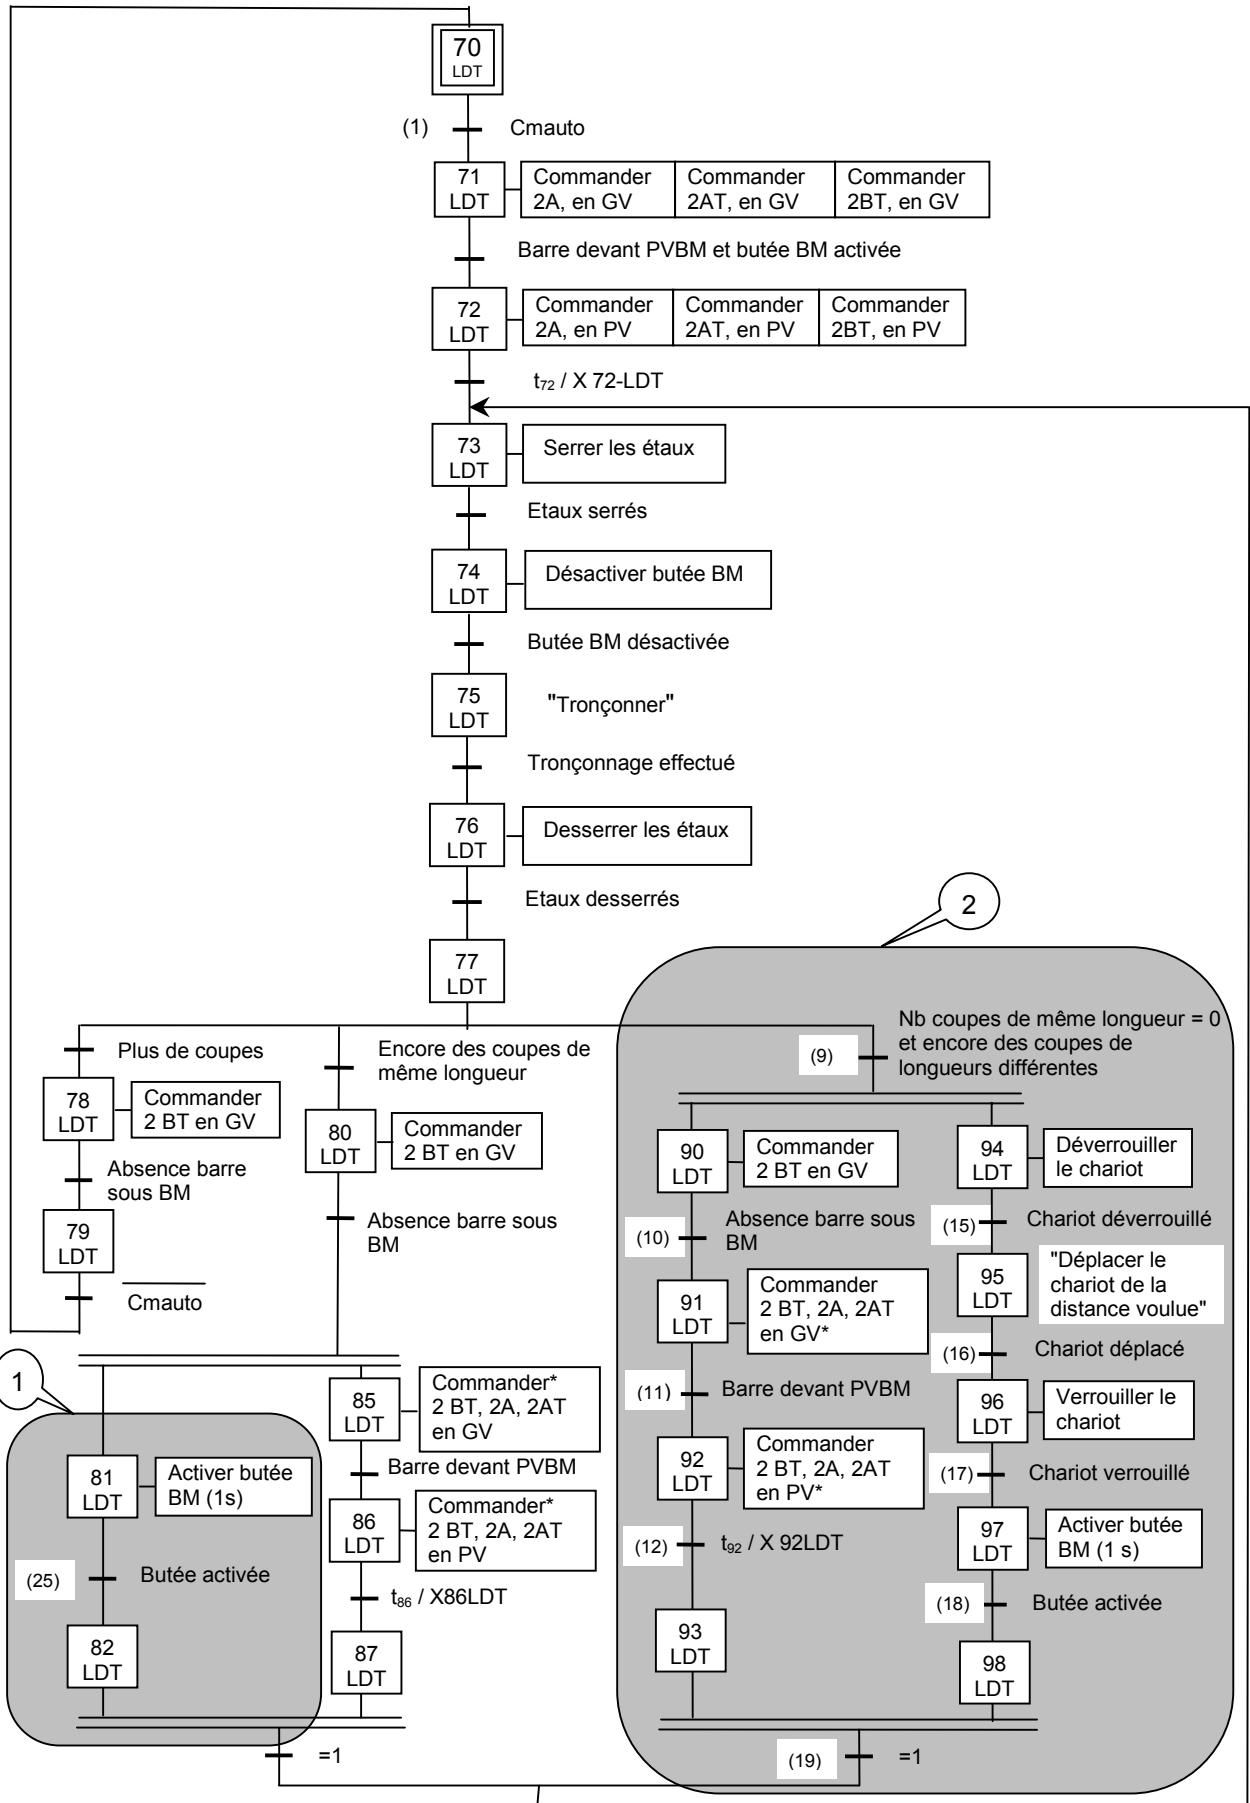 70
LDT
(1)
Cmauto
71
LDT
Commander
2A, en GV
Commander
2AT, en GV
Commander
2BT, en GV
Barre devant PVBM et butée BM activée
72
LDT
Commander
2A, en PV
Commander
2AT, en PV
Commander
2BT, en PV
t72 / X 72-LDT
73
LDT
Serrer les étaux
Etaux serrés
74
LDT
Désactiver butée BM
Butée BM désactivée
75
LDT
"Tronçonner"
Tronçonnage effectué
76
LDT
Desserrer les étaux
Etaux desserrés
77
LDT
2
Plus de coupes
78
LDT
Commander
2 BT en GV
Absence barre
sous BM
79
LDT
Cmauto
Encore des coupes de
même longueur
80
LDT
Commander
2 BT en GV
Absence barre sous
BM
1
81
LDT
Activer butée
BM (1s)
(25)
Butée activée
82
LDT
85
LDT
Commander*
2 BT, 2A, 2AT
en GV
Barre devant PVBM
86
LDT
Commander*
2 BT, 2A, 2AT
en PV
t86 / X86LDT
87
LDT
=1
(9)
Nb coupes de même longueur = 0
et encore des coupes de
longueurs différentes
90
LDT
Commander
2 BT en GV
(10)
Absence barre sous
BM
91
LDT
Commander
2 BT, 2A, 2AT
en GV*
(11)
Barre devant PVBM
92
LDT
Commander
2 BT, 2A, 2AT
en PV*
(12)
t92 / X 92LDT
93
LDT
94
LDT
Déverrouiller
le chariot
(15)
Chariot déverrouillé
95
LDT
"Déplacer le
chariot de la
distance voulue"
(16)
Chariot déplacé
96
LDT
Verrouiller le
chariot
(17)
Chariot verrouillé
97
LDT
Activer butée
BM (1 s)
(18)
Butée activée
98
LDT
(19)
=1